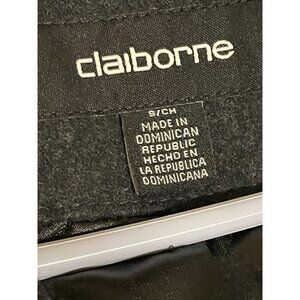 claiborne
S/CH
MADE IN
DOMINICAN
REPUBLIC
HECHO EN
LA REPUBLICA
DOMINICANA